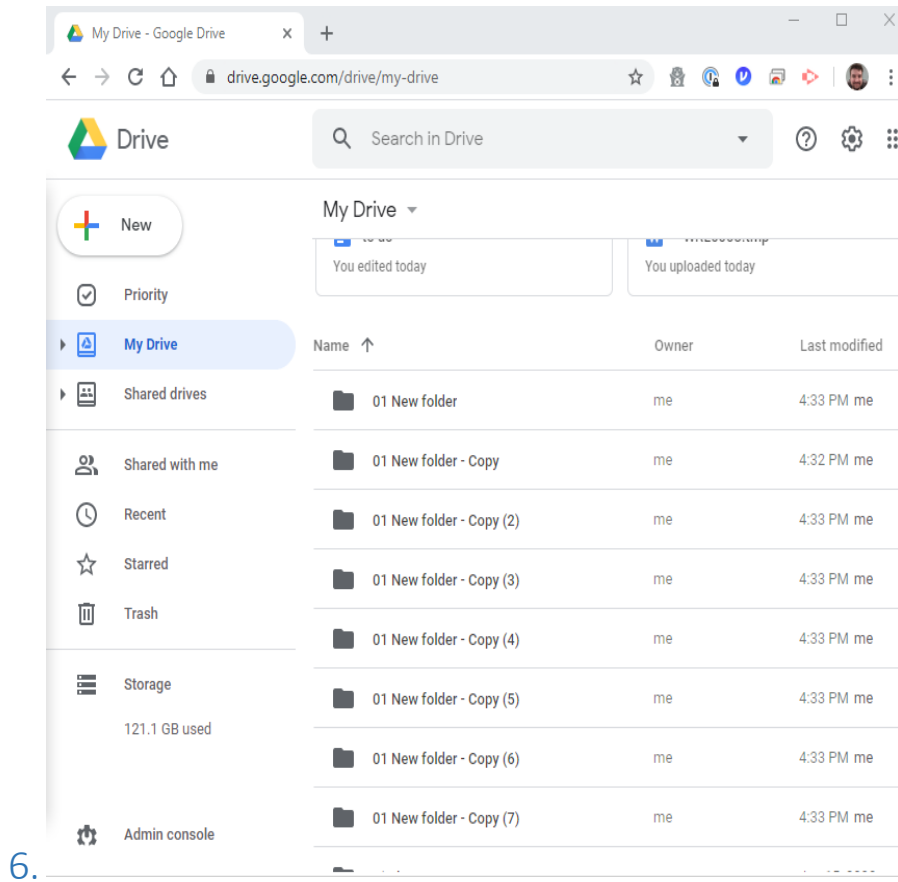 My Drive - Google Drive
drive.google.com/drive/my-drive
Drive
Search in Drive
New
My Drive
to do
You edited today
You uploaded today
Priority
My Drive
Shared drives
Shared with me
Recent
Starred
Trash
Storage
121.1 GB used
Admin console
Name Owner Last modified
01 New folder me 4:33 PM me
01 New folder - Copy me 4:32 PM me
01 New folder - Copy (2) me 4:33 PM me
01 New folder - Copy (3) me 4:33 PM me
01 New folder - Copy (4) me 4:33 PM me
01 New folder - Copy (5) me 4:33 PM me
01 New folder - Copy (6) me 4:33 PM me
01 New folder - Copy (7) me 4:33 PM me
6.